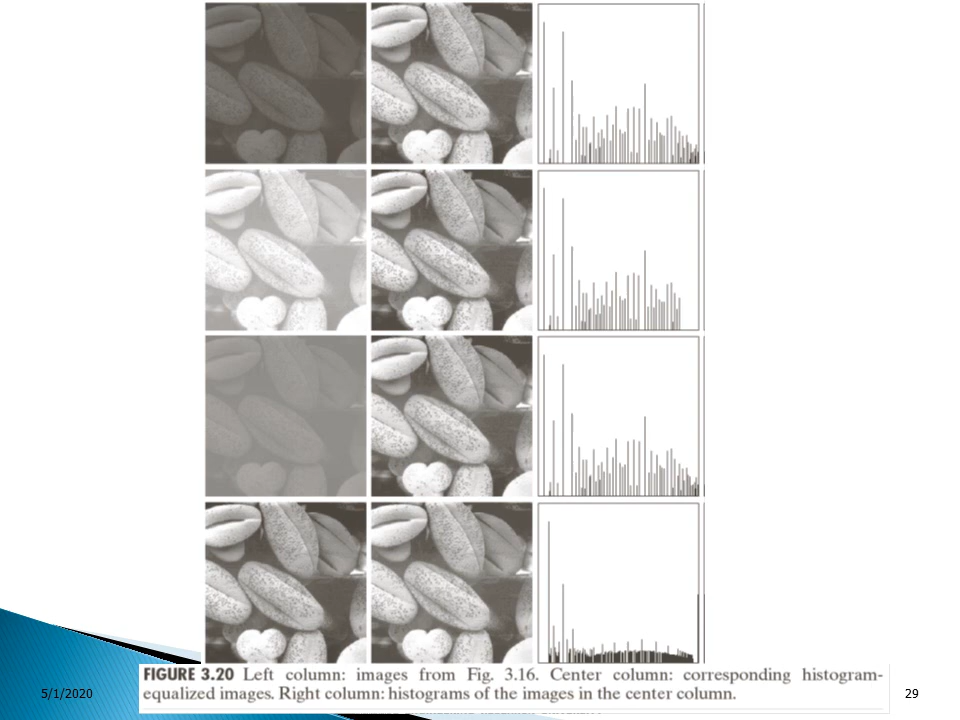 FIGURE 3.20 Left column: images from Fig. 3.16. Center column: corresponding histogram-
equalized images. Right column: histograms of the images in the center column.
5/1/2020
29